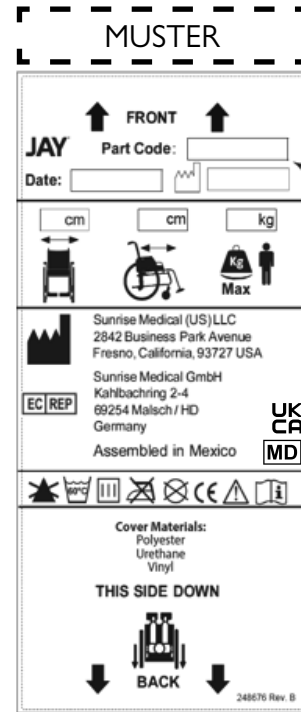 MUSTER
FRONT
JAY
Part Code:
Date:
cm
cm
kg
Kg
Max
Sunrise Medical (US) LLC
2842 Business Park Avenue
Fresno, California, 93727 USA
EC REP
Sunrise Medical GmbH
Kahlbachring 2-4
69254 Malsch / HD
Germany
UK
CA
Assembled in Mexico
MD
60°C
CE
i
Cover Materials:
Polyester
Urethane
Vinyl
THIS SIDE DOWN
BACK
248676 Rev. B